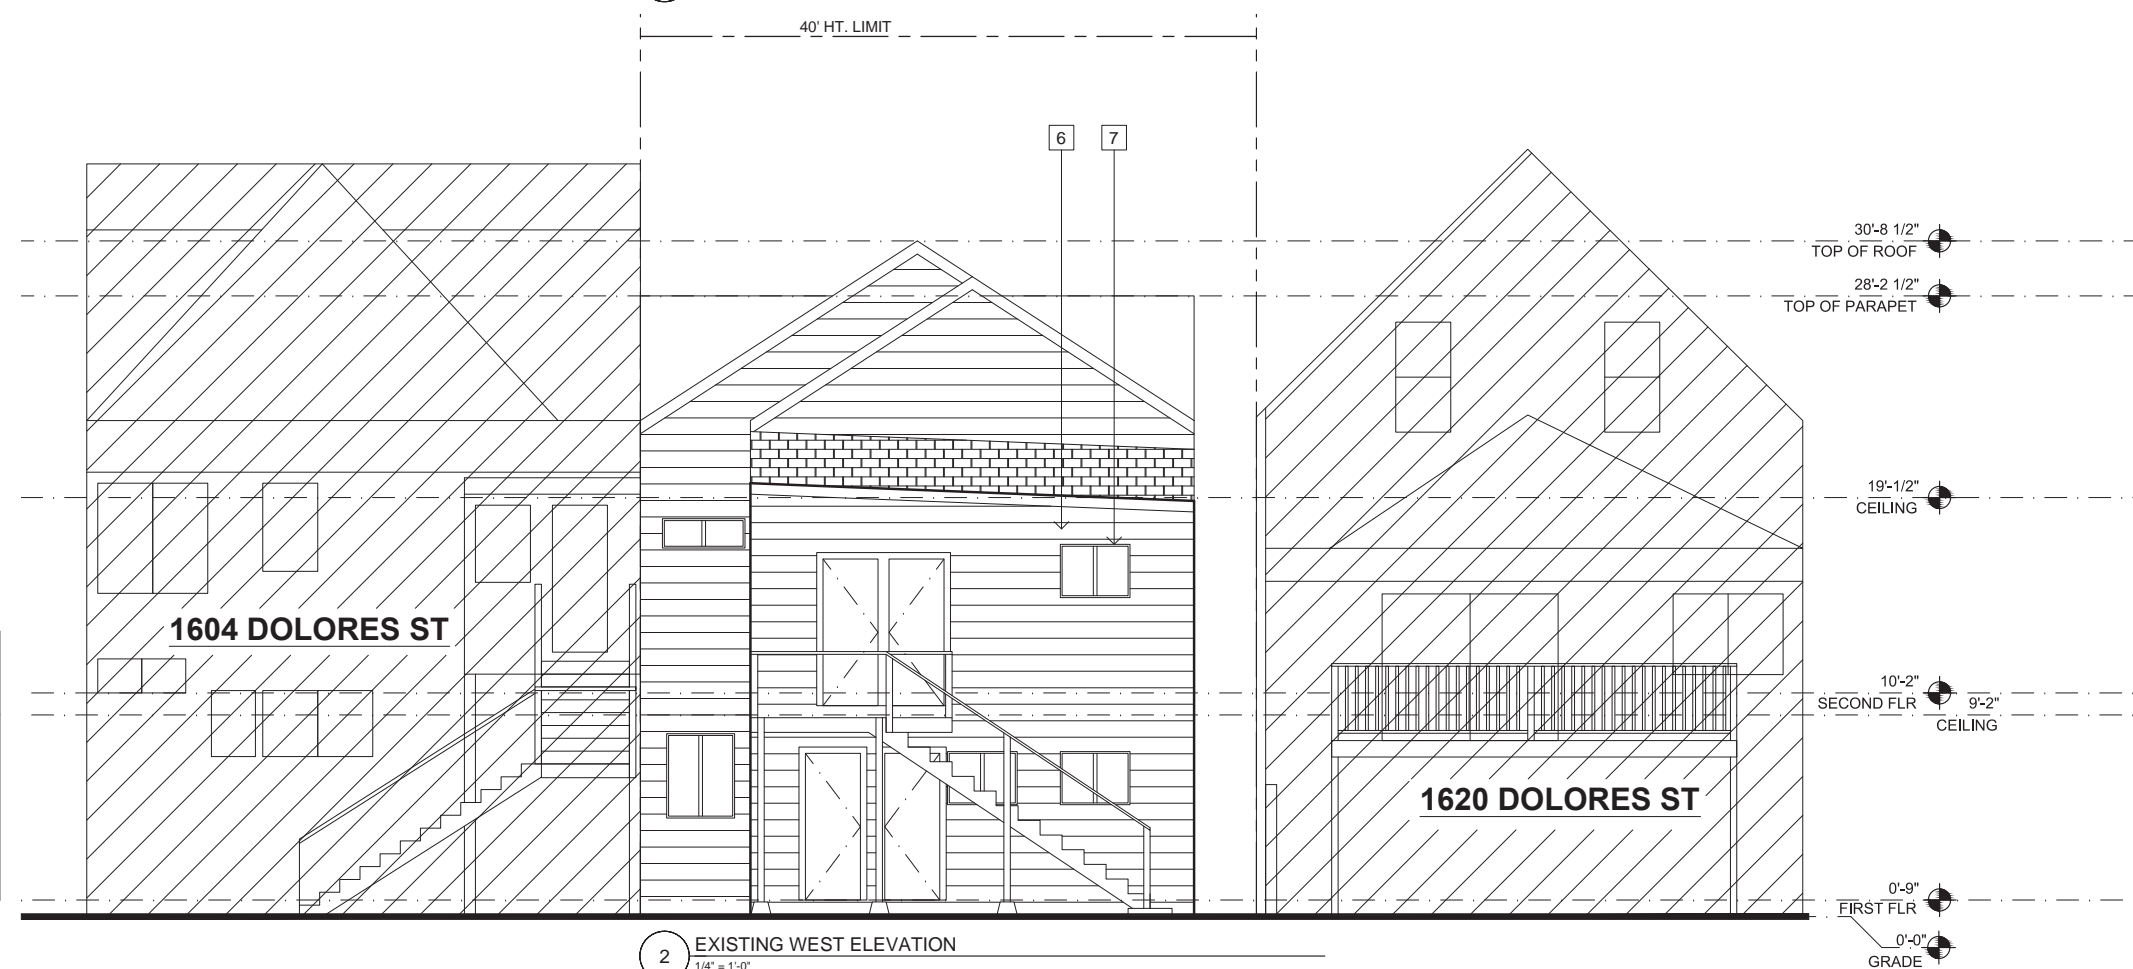 40' HT. LIMIT
6 7
30'-8 1/2"
TOP OF ROOF
28'-2 1/2"
TOP OF PARAPET
19'-1/2"
CEILING
1604 DOLORES ST
10'-2"
SECOND FLR
9'-2"
CEILING
1620 DOLORES ST
0'-9"
FIRST FLR
0'-0"
GRADE
2 EXISTING WEST ELEVATION
1/4" = 1'-0"